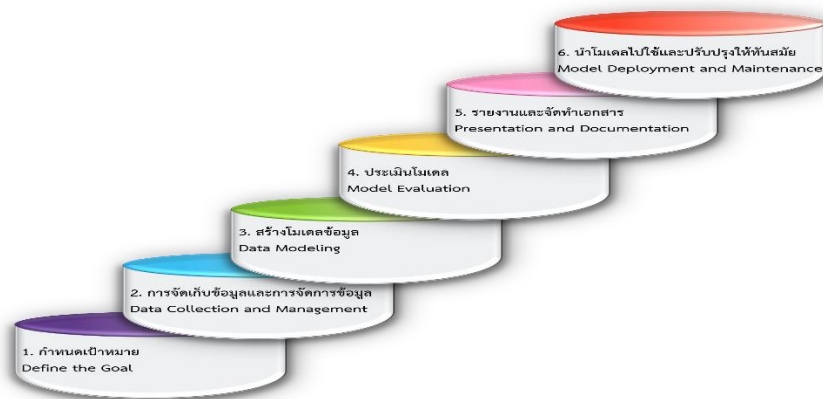 6. นำโมเดลไปใช้และปรับปรุงให้ทันสมัย
Model Deployment and Maintenance
5. รายงานและจัดทำเอกสาร
Presentation and Documentation
4. ประเมินโมเดล
Model Evaluation
3. สร้างโมเดลข้อมูล
Data Modeling
2. การจัดเก็บข้อมูลและการจัดการข้อมูล
Data Collection and Management
1. กำหนดเป้าหมาย
Define the Goal